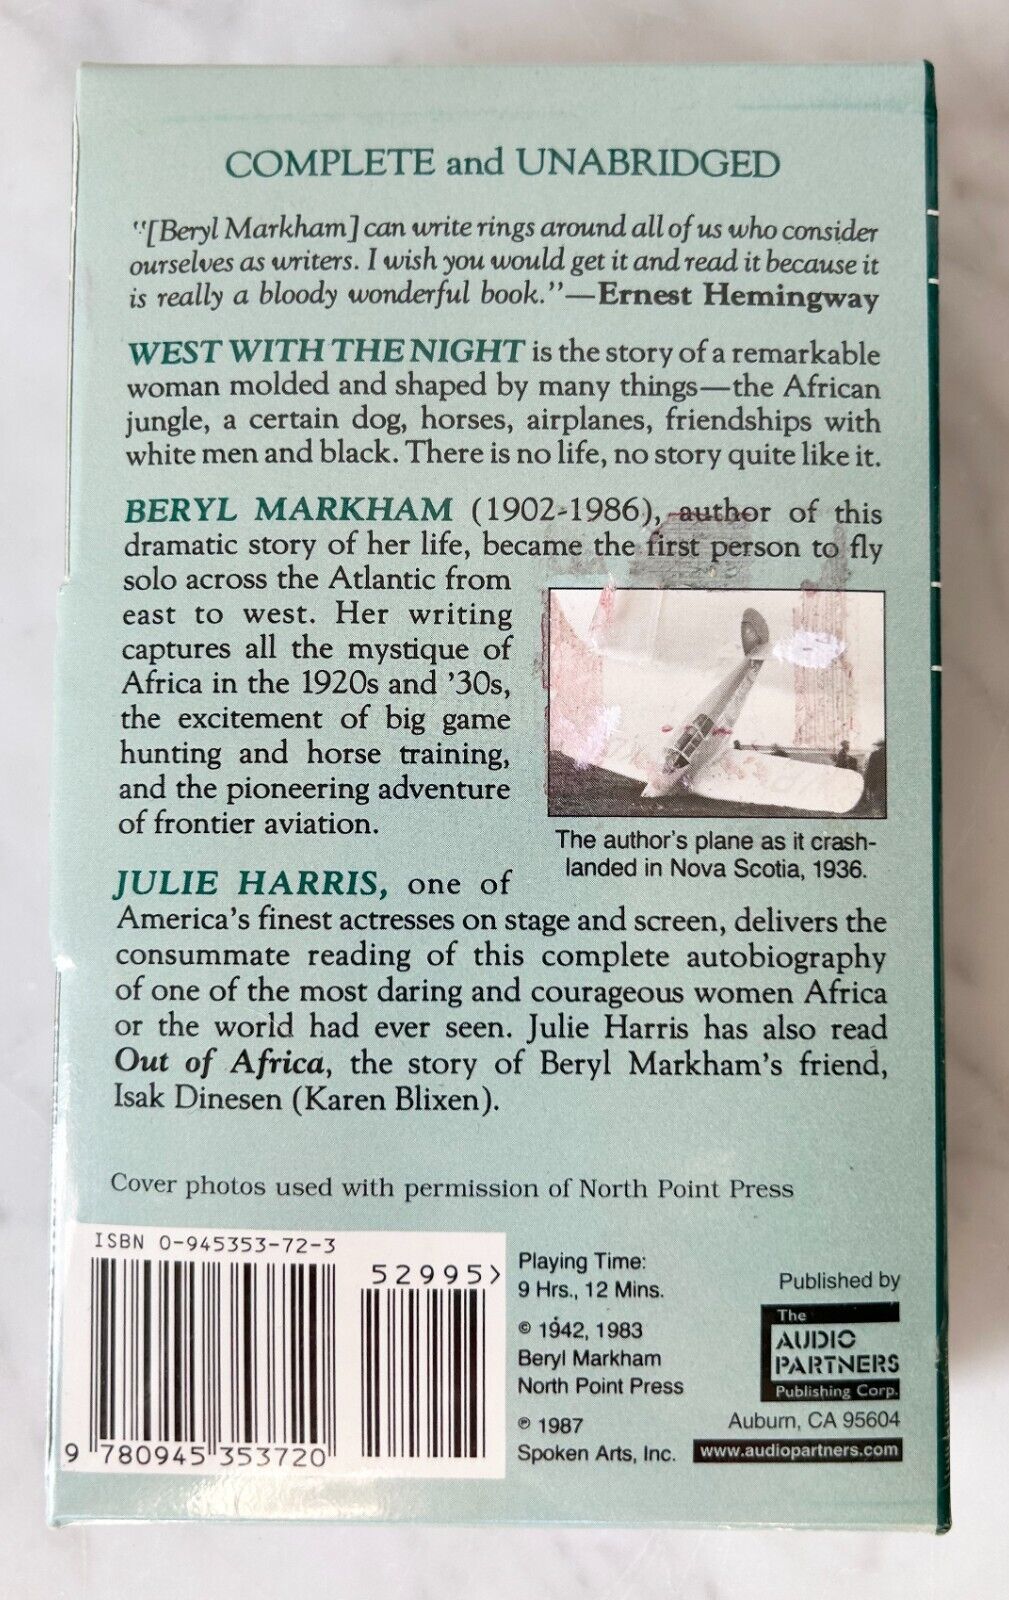 COMPLETE and UNABRIDGED
"[Beryl Markham] can write rings around all of us who consider
ourselves as writers. I wish you would get it and read it because it
is really a bloody wonderful book."—Ernest Hemingway
WEST WITH THE NIGHT is the story of a remarkable
woman molded and shaped by many things—the African
jungle, a certain dog, horses, airplanes, friendships with
white men and black. There is no life, no story quite like it.
BERYL MARKHAM (1902-1986), author of this
dramatic story of her life, became the first person to fly
solo across the Atlantic from
east to west. Her writing
captures all the mystique of
Africa in the 1920s and '30s,
the excitement of big game
hunting and horse training,
and the pioneering adventure
of frontier aviation.
The author's plane as it crash-
landed in Nova Scotia, 1936.
JULIE HARRIS, one of
America's finest actresses on stage and screen, delivers the
consummate reading of this complete autobiography
of one of the most daring and courageous women Africa
or the world had ever seen. Julie Harris has also read
Out of Africa, the story of Beryl Markham's friend,
Isak Dinesen (Karen Blixen).
Cover photos used with permission of North Point Press
ISBN 0-945353-72-3
52995>
9 780945 353720
Playing Time:
9 Hrs., 12 Mins.
© 1942, 1983
Beryl Markham
North Point Press
℗ 1987
Spoken Arts, Inc.
Published by
The
AUDIO
PARTNERS
Publishing Corp.
Auburn, CA 95604
www.audiopartners.com